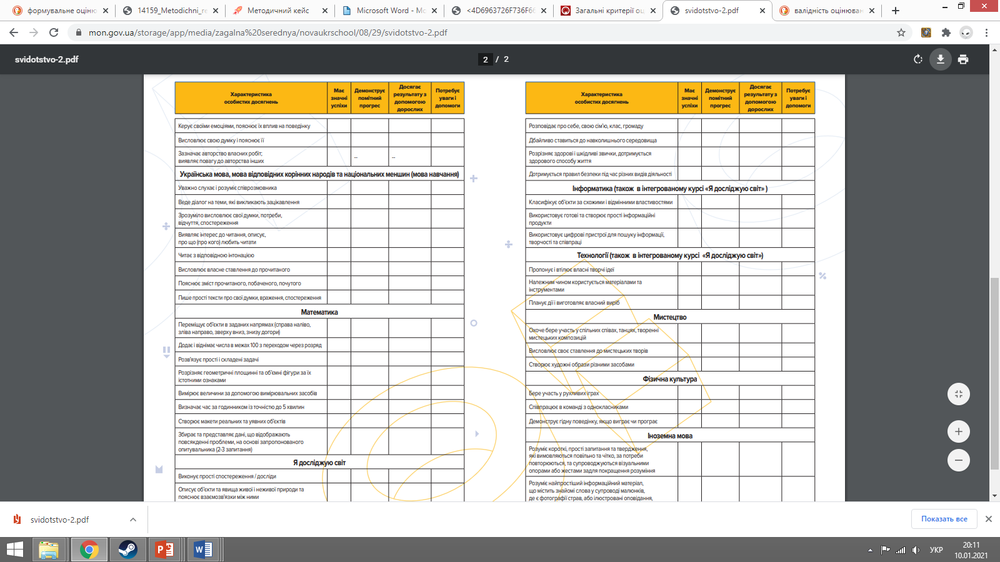 формувальне оціню
14159_Metodichni_re
Методичний кейс
Microsoft Word - Мс
<4D6963726F736F66
Загальні критерії оц
svidotstvo-2.pdf
валідність оцінюван
mon.gov.ua/storage/app/media/zagalna%20serednya/novaukrschool/08/29/svidotstvo-2.pdf
svidotstvo-2.pdf
2 / 2
Характеристика
особистих досягнень
Має
значні
успіхи
Демонструє
помітний
прогрес
Досягає
результату з
допомогою
дорослих
Потребує
уваги і
допомоги
Керує своїми емоціями, пояснює їх вплив на поведінку
Висловлює свою думку і пояснює її
Зазначає авторство власних робіт;
виявляє повагу до авторства інших
--
--
Українська мова, мова відповідних корінних народів та національних меншин (мова навчання)
Уважно слухає і розуміє співрозмовника
Веде діалог на теми, які викликають зацікавлення
Зрозуміло висловлює свої думки, потреби,
відчуття, спостереження
Виявляє інтерес до читання, описує,
про що (про кого) любить читати
Читає з відповідною інтонацією
Висловлює власне ставлення до прочитаного
Пояснює зміст прочитаного, побаченого, почутого
Пише прості тексти про свої думки, враження, спостереження
Математика
Переміщує об'єкти в заданих напрямах (справа наліво,
зліва направо, зверху вниз, знизу догори)
Додає і віднімає числа в межах 100 з переходом через розряд
Розв'язує прості і складені задачі
Розрізняє геометричні площинні та об'ємні фігури за їх
істотними ознаками
Вимірює величини за допомогою вимірювальних засобів
Визначає час за годинником із точністю до 5 хвилин
Створює макети реальних та уявних об'єктів
Збирає та представляє дані, що відображають
повсякденні проблеми, на основі запропонованого
опитувальника (2-3 запитання)
Я досліджую світ
Виконує прості спостереження / досліди
Описує об'єкти та явища живої і неживої природи та
пояснює взаємозв'язки між ними
Характеристика
особистих досягнень
Має
значні
успіхи
Демонструє
помітний
прогрес
Досягає
результату з
допомогою
дорослих
Потребує
уваги і
допомоги
Розповідає про себе, свою сім'ю, клас, громаду
Дбайливо ставиться до навколишнього середовища
Розрізняє здорові і шкідливі звички, дотримується
здорового способу життя
Дотримується правил безпеки під час різних видів діяльності
Інформатика (також в інтегрованому курсі «Я досліджую світ» )
Класифікує об'єкти за схожими і відмінними властивостями
Використовує готові та створює прості інформаційні
продукти
Використовує цифрові пристрої для пошуку інформації,
творчості та співпраці
Технології (також в інтегрованому курсі «Я досліджую світ»)
Пропонує і втілює власні творчі ідеї
Належним чином користується матеріалами та
інструментами
Планує дії і виготовляє власний виріб
Мистецтво
Охоче бере участь у спільних співах, танцях, творенні
мистецьких композицій
Висловлює своє ставлення до мистецьких творів
Створює художні образи різними засобами
Фізична культура
Бере участь у рухливих іграх
Співпрацює в команді з однокласниками
Демонструє гідну поведінку, якщо виграє чи програє
Іноземна мова
Розуміє короткі, прості запитання та твердження,
які вимовляються повільно та чітко, за потреби
повторюються, та супроводжуються візуальними
опорами або жестами задля покращення розуміння
Розуміє найпростіший інформаційний матеріал,
що містить знайомі слова у супроводі малюнків,
де є фотографії страв, або ілюстровані оповідання,
svidotstvo-2.pdf
Показать все
УКР
20:11
10.01.2021